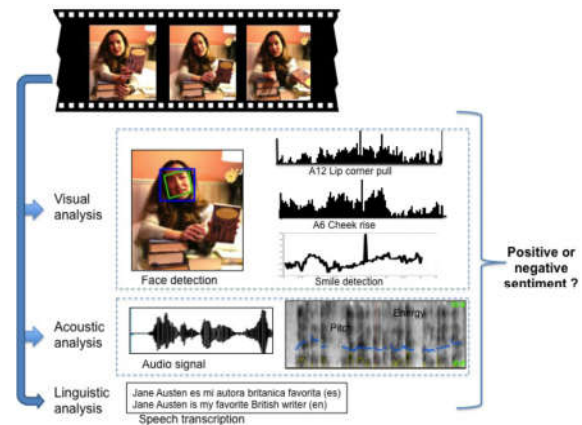 A12 Lip corner pull
A6 Cheek rise
Visual
analysis
Face detection
Smile detection
Positive or
negative
sentiment ?
Acoustic
analysis
Energy
Pitch
Audio signal
Linguistic
analysis
Jane Austen es mi autora britanica favorita (es)
Jane Austen is my favorite British writer (en)
Speech transcription